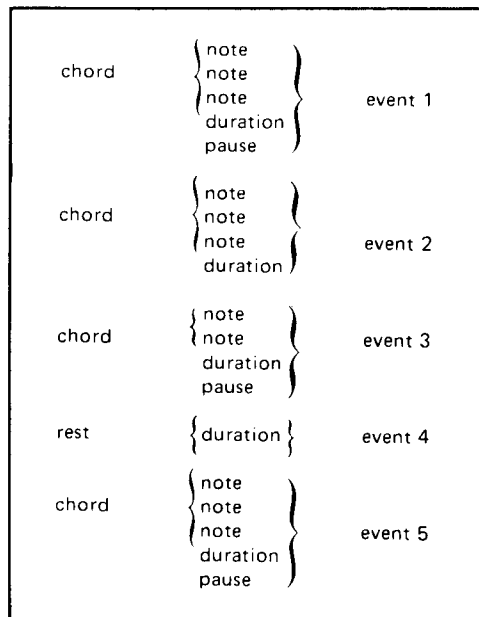 note
chord note
note event 1
duration
pause
note
chord note
note event 2
duration
note
chord note event 3
duration
pause
rest duration event 4
note
chord note
note event 5
duration
pause